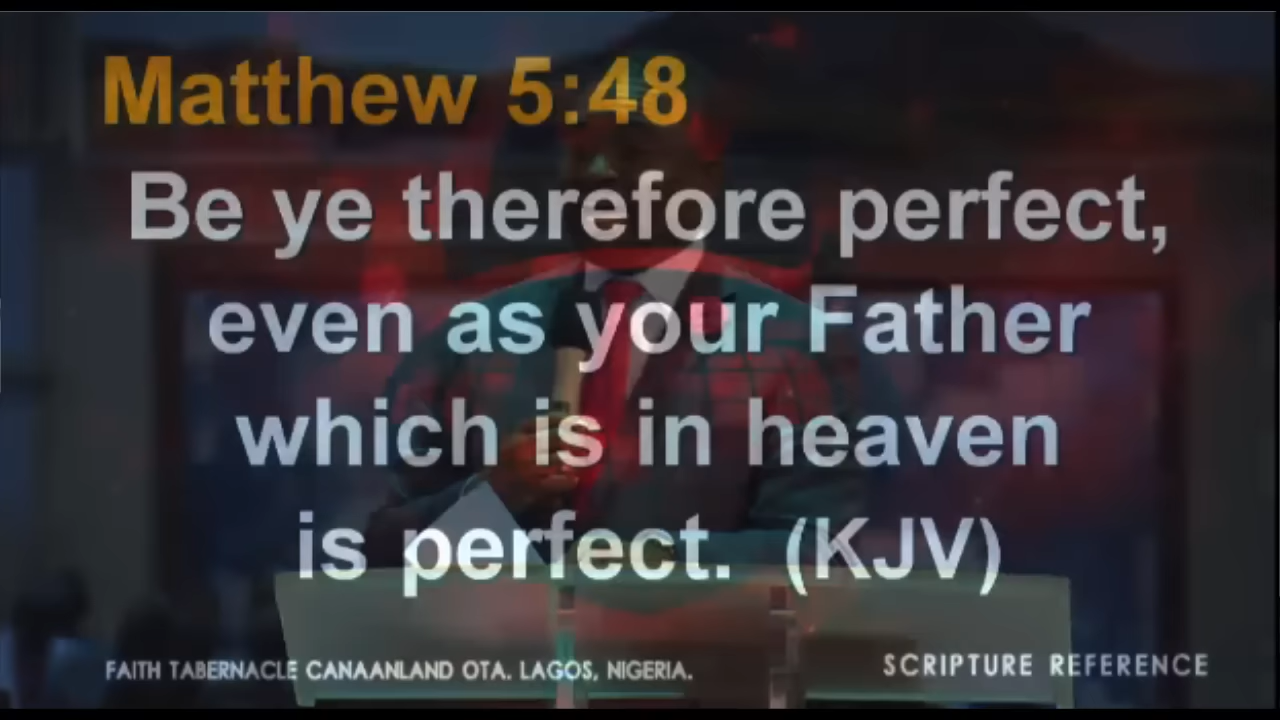 Matthew 5:48
Be ye therefore perfect,
even as your Father
which is in heaven
is perfect. (KJV)
FAITH TABERNACLE CANAANLAND OTA. LAGOS, NIGERIA.
SCRIPTURE REFERENCE